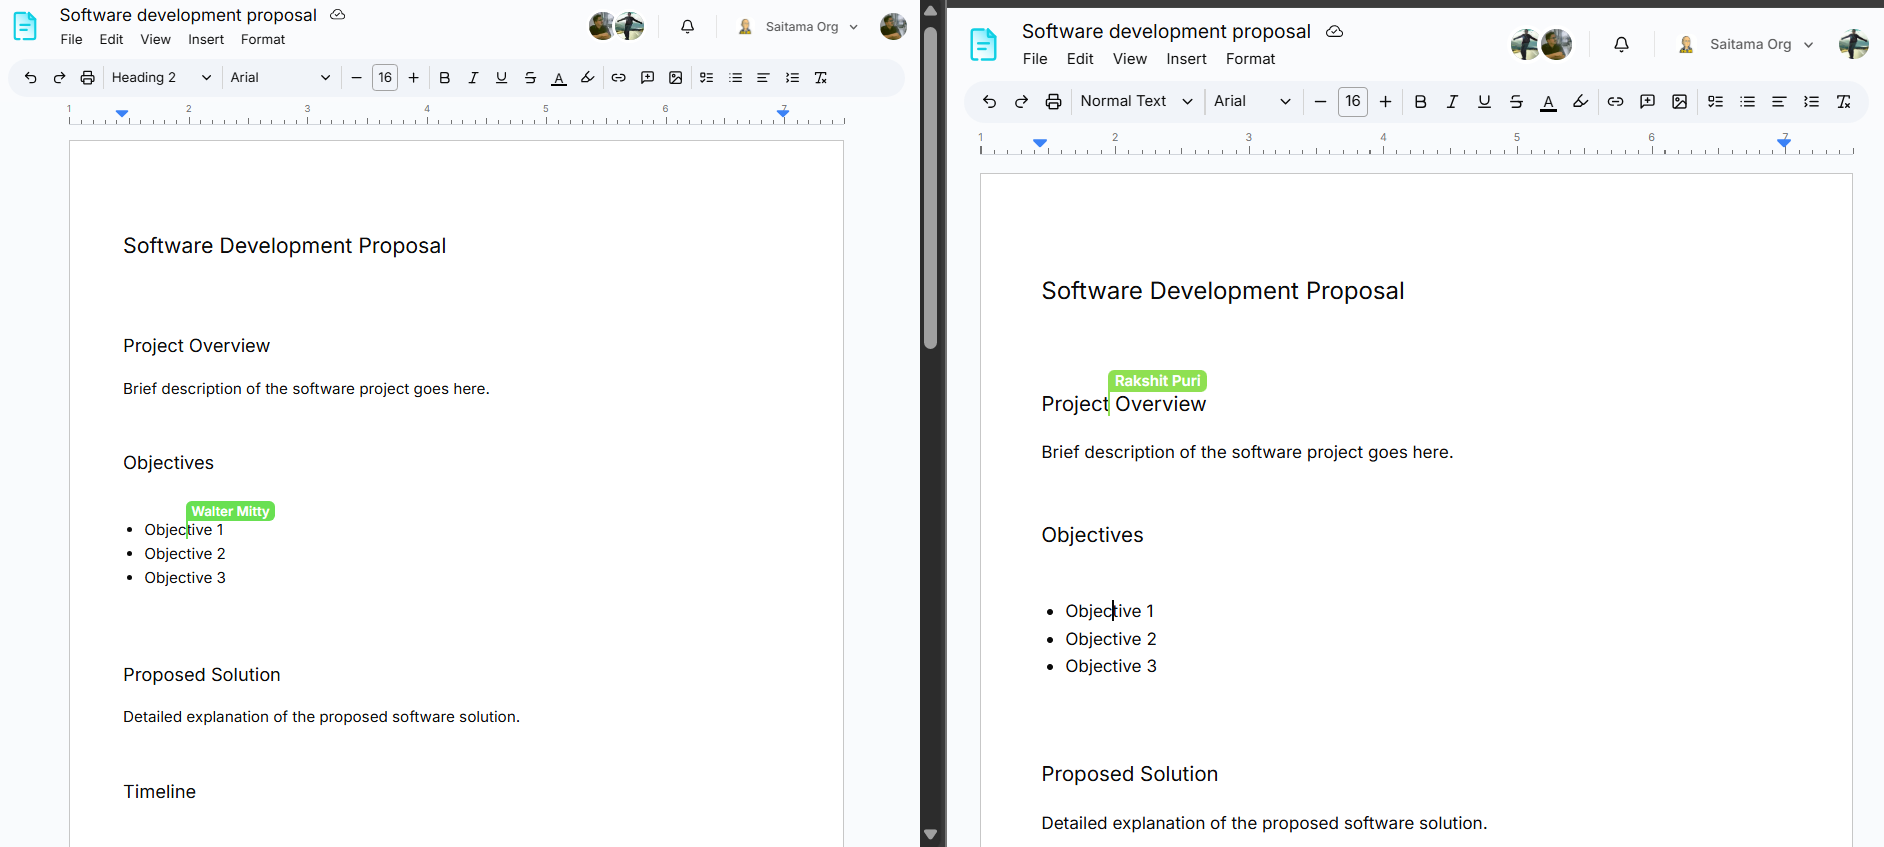 Software development proposal
File Edit View Insert Format
Saitama Org
Heading 2 Arial 16 B I U S A
1 2 3 4 5 6 7
Software Development Proposal
Project Overview
Brief description of the software project goes here.
Objectives
Walter Mitty
• Objective 1
• Objective 2
• Objective 3
Proposed Solution
Detailed explanation of the proposed software solution.
Timeline
Software development proposal
File Edit View Insert Format
Saitama Org
Normal Text Arial 16 B I U S A
1 2 3 4 5 6 7
Software Development Proposal
Rakshit Puri
Project Overview
Brief description of the software project goes here.
Objectives
• Objective 1
• Objective 2
• Objective 3
Proposed Solution
Detailed explanation of the proposed software solution.